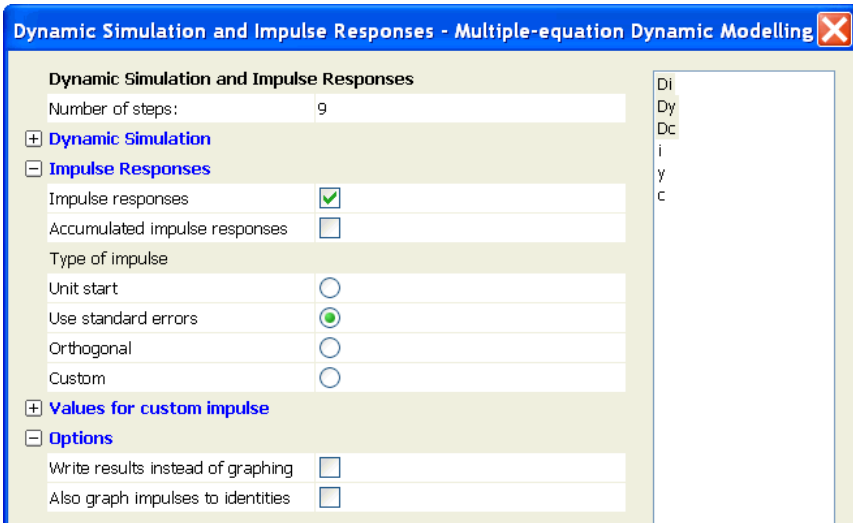 Dynamic Simulation and Impulse Responses - Multiple-equation Dynamic Modelling
Dynamic Simulation and Impulse Responses
Number of steps: 9
Dynamic Simulation
Impulse Responses
Impulse responses
Accumulated impulse responses
Type of impulse
Unit start
Use standard errors
Orthogonal
Custom
Values for custom impulse
Options
Write results instead of graphing
Also graph impulses to identities
Di
Dy
Dc
i
y
c